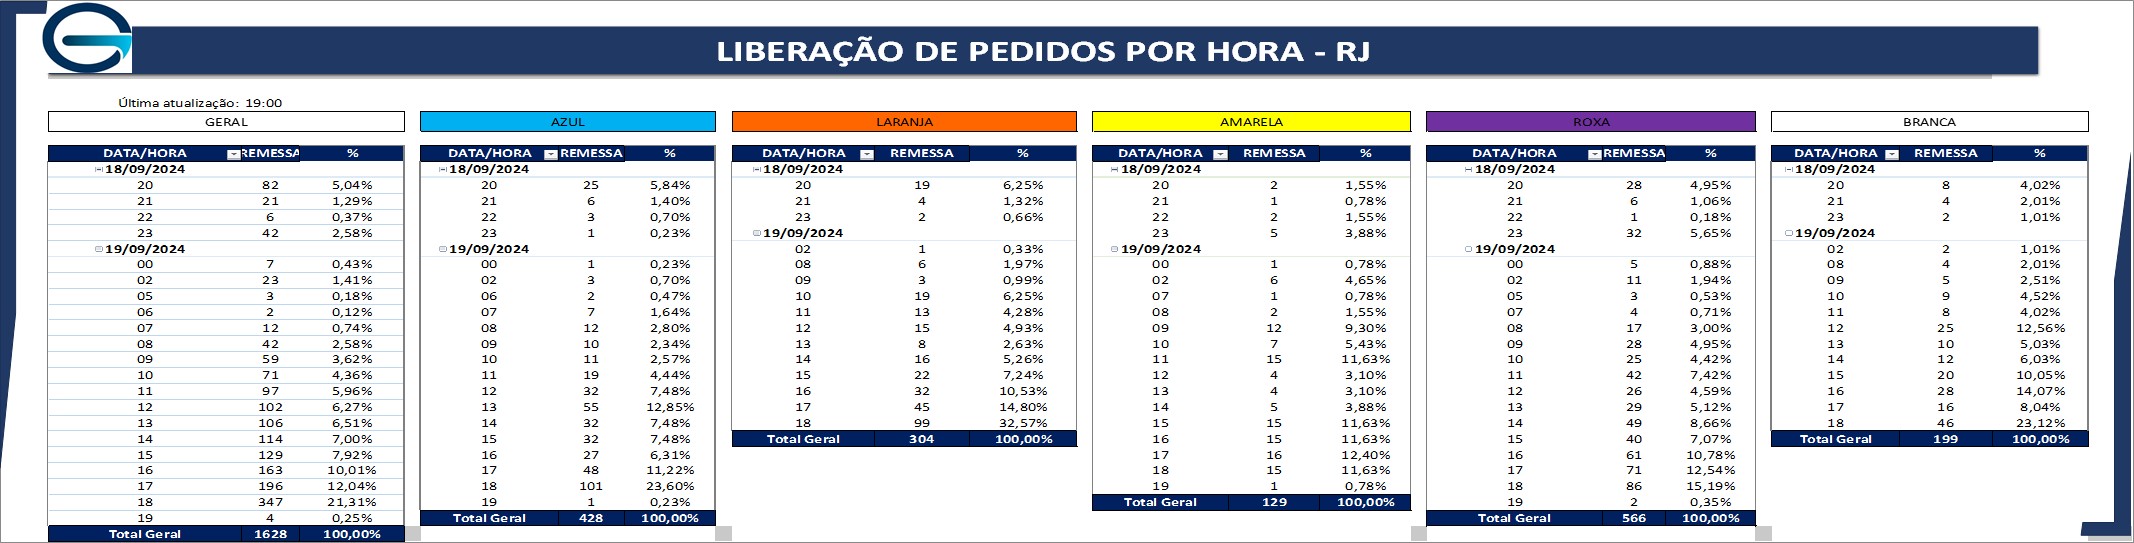 LIBERAÇÃO DE PEDIDOS POR HORA - RJ
Última atualização: 19:00
GERAL
DATA/HORA REMESSA %
18/09/2024
20 82 5,04%
21 21 1,29%
22 6 0,37%
23 42 2,58%
19/09/2024
00 7 0,43%
02 23 1,41%
05 3 0,18%
06 2 0,12%
07 12 0,74%
08 42 2,58%
09 59 3,62%
10 71 4,36%
11 97 5,96%
12 102 6,27%
13 106 6,51%
14 114 7,00%
15 129 7,92%
16 163 10,01%
17 196 12,04%
18 347 21,31%
19 4 0,25%
Total Geral 1628 100,00%
AZUL
DATA/HORA REMESSA %
18/09/2024
20 25 5,84%
21 6 1,40%
22 3 0,70%
23 1 0,23%
19/09/2024
00 1 0,23%
02 3 0,70%
06 2 0,47%
07 7 1,64%
08 12 2,80%
09 10 2,34%
10 11 2,57%
11 19 4,44%
12 32 7,48%
13 55 12,85%
14 32 7,48%
15 32 7,48%
16 27 6,31%
17 48 11,22%
18 101 23,60%
19 1 0,23%
Total Geral 428 100,00%
LARANJA
DATA/HORA REMESSA %
18/09/2024
20 19 6,25%
21 4 1,32%
23 2 0,66%
19/09/2024
02 1 0,33%
08 6 1,97%
09 3 0,99%
10 19 6,25%
11 13 4,28%
12 15 4,93%
13 8 2,63%
14 16 5,26%
15 22 7,24%
16 32 10,53%
17 45 14,80%
18 99 32,57%
Total Geral 304 100,00%
AMARELA
DATA/HORA REMESSA %
18/09/2024
20 2 1,55%
21 1 0,78%
22 2 1,55%
23 5 3,88%
19/09/2024
00 1 0,78%
02 6 4,65%
07 1 0,78%
08 2 1,55%
09 12 9,30%
10 7 5,43%
11 15 11,63%
12 4 3,10%
13 4 3,10%
14 5 3,88%
15 15 11,63%
16 15 11,63%
17 16 12,40%
18 15 11,63%
19 1 0,78%
Total Geral 129 100,00%
ROXA
DATA/HORA REMESSA %
18/09/2024
20 28 4,95%
21 6 1,06%
22 1 0,18%
23 32 5,65%
19/09/2024
00 5 0,88%
02 11 1,94%
05 3 0,53%
07 4 0,71%
08 17 3,00%
09 28 4,95%
10 25 4,42%
11 42 7,42%
12 26 4,59%
13 29 5,12%
14 49 8,66%
15 40 7,07%
16 61 10,78%
17 71 12,54%
18 86 15,19%
19 2 0,35%
Total Geral 566 100,00%
BRANCA
DATA/HORA REMESSA %
18/09/2024
20 8 4,02%
21 4 2,01%
23 2 1,01%
19/09/2024
02 2 1,01%
08 4 2,01%
09 5 2,51%
10 9 4,52%
11 8 4,02%
12 25 12,56%
13 10 5,03%
14 12 6,03%
15 20 10,05%
16 28 14,07%
17 16 8,04%
18 46 23,12%
Total Geral 199 100,00%